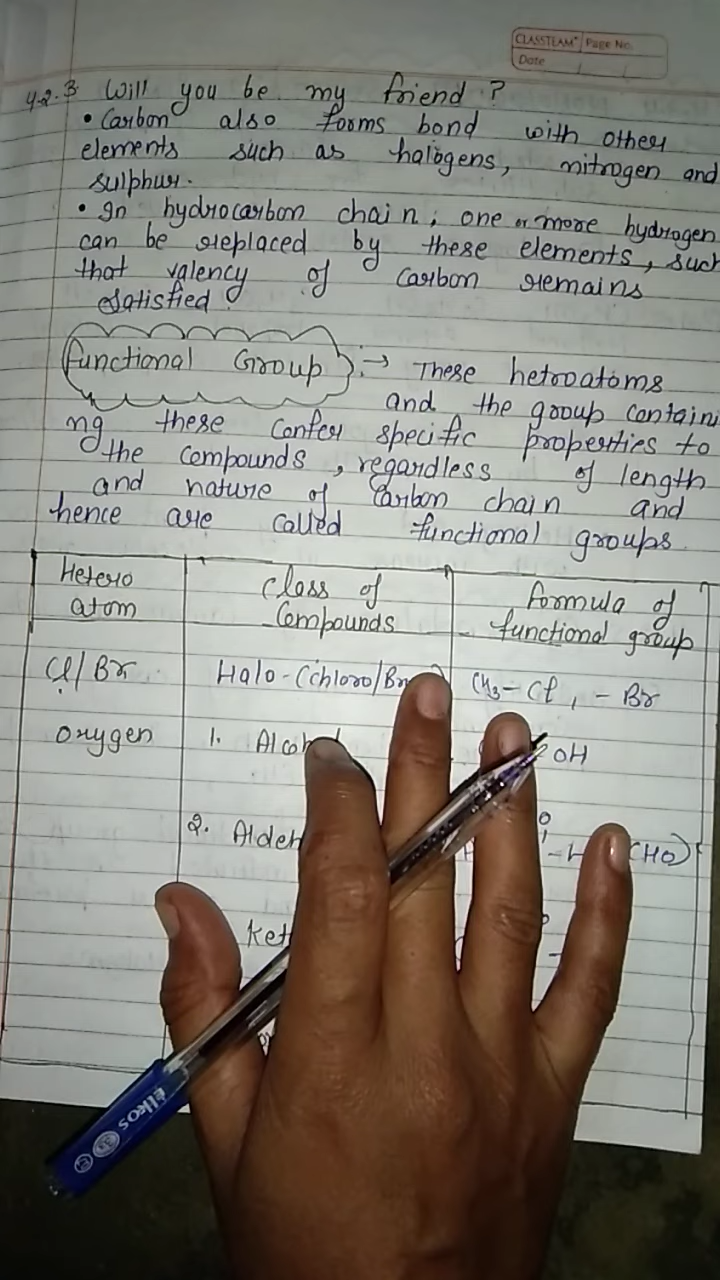 CLASSTEAM Page No.
Date
4.2.3 Will you be my friend ?
• Carbon also forms bond with other
elements such as halogens, nitrogen and
sulphur.
• In hydrocarbon chain, one or more hydrogen
can be replaced by these elements, such
that valency of carbon remains
satisfied.
Functional Group :→ These hetroatoms
and the group contain
ng these confer specific properties to
the compounds, regardless of length
and nature of Carbon chain and
hence are called functional groups.
Hetero atom
Class of Compounds
Formula of functional group
Cl/Br Halo-(chloro/Br CH3-Cl, -Br
Oxygen 1. Alcoh OH
O
2. Aldeh -H (HO)
Ket
elkos